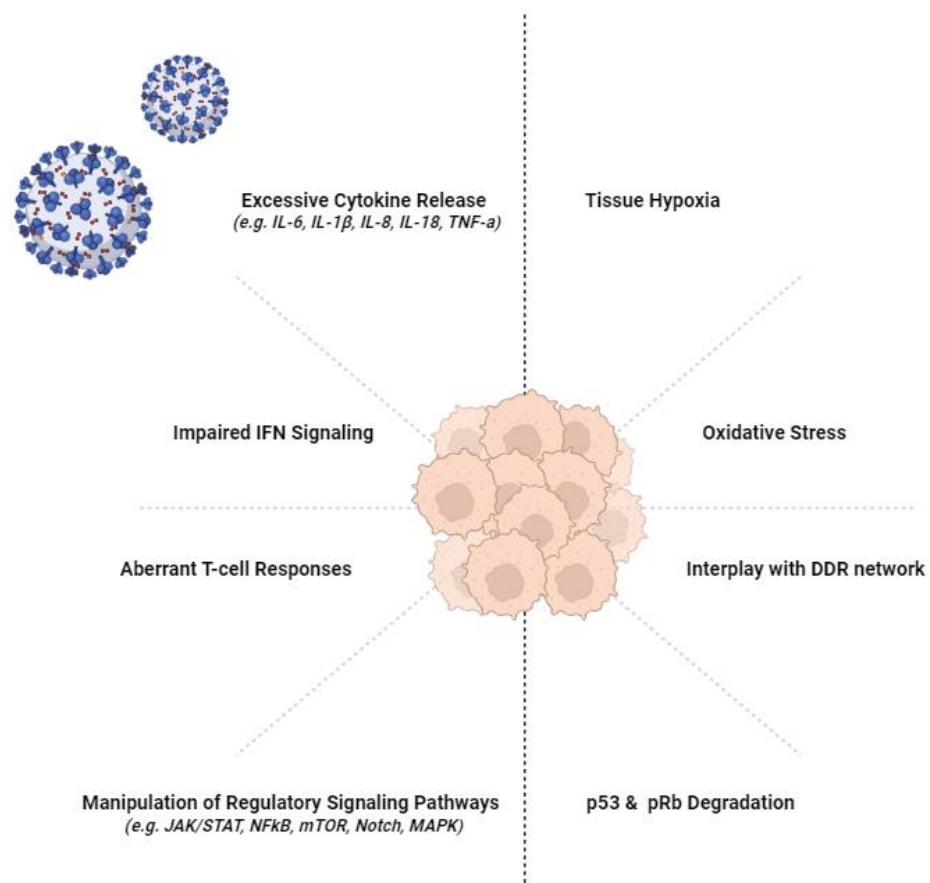 Excessive Cytokine Release
(e.g. IL-6, IL-1β, IL-8, IL-18, TNF-a)
Tissue Hypoxia
Impaired IFN Signaling
Oxidative Stress
Aberrant T-cell Responses
Interplay with DDR network
Manipulation of Regulatory Signaling Pathways
(e.g. JAK/STAT, NFkB, mTOR, Notch, MAPK)
p53 & pRb Degradation